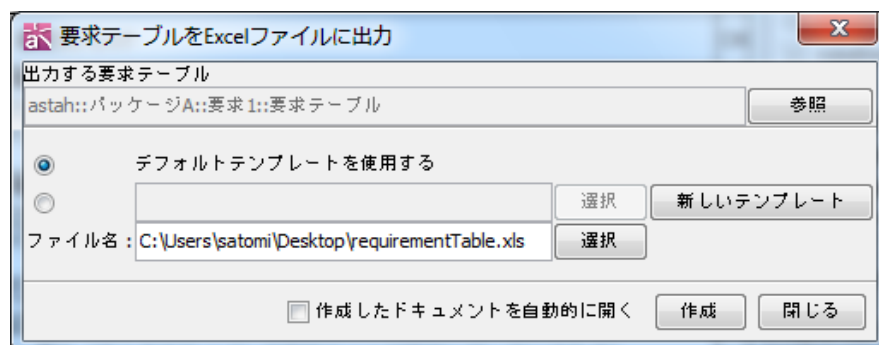 要求テーブルをExcelファイルに出力
出力する要求テーブル
astah::パッケージA::要求1::要求テーブル 参照
デフォルトテンプレートを使用する
選択 新しいテンプレート
ファイル名: C:\Users\satomi\Desktop\requirementTable.xls 選択
作成したドキュメントを自動的に開く 作成 閉じる